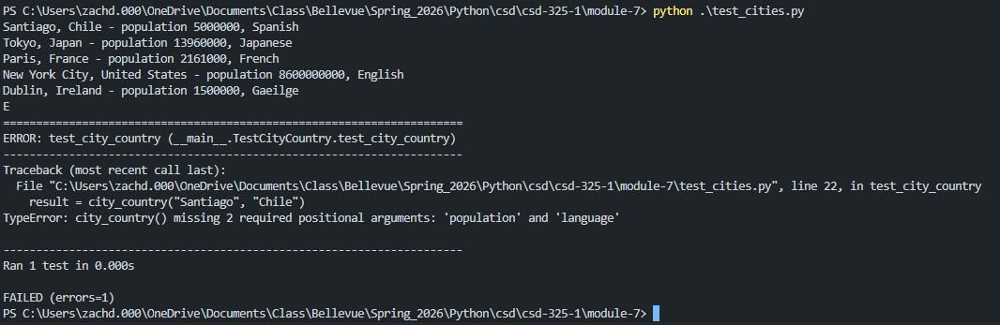 PS C:\Users\zachd.000\OneDrive\Documents\Class\Bellevue\Spring_2026\Python\csd\csd-325-1\module-7> python .\test_cities.py
Santiago, Chile - population 5000000, Spanish
Tokyo, Japan - population 13960000, Japanese
Paris, France - population 2161000, French
New York City, United States - population 8600000000, English
Dublin, Ireland - population 1500000, Gaeilge
E
======================================================================
ERROR: test_city_country (__main__.TestCityCountry.test_city_country)
----------------------------------------------------------------------
Traceback (most recent call last):
  File "C:\Users\zachd.000\OneDrive\Documents\Class\Bellevue\Spring_2026\Python\csd\csd-325-1\module-7\test_cities.py", line 22, in test_city_country
    result = city_country("Santiago", "Chile")
TypeError: city_country() missing 2 required positional arguments: 'population' and 'language'

----------------------------------------------------------------------
Ran 1 test in 0.000s

FAILED (errors=1)
PS C:\Users\zachd.000\OneDrive\Documents\Class\Bellevue\Spring_2026\Python\csd\csd-325-1\module-7>